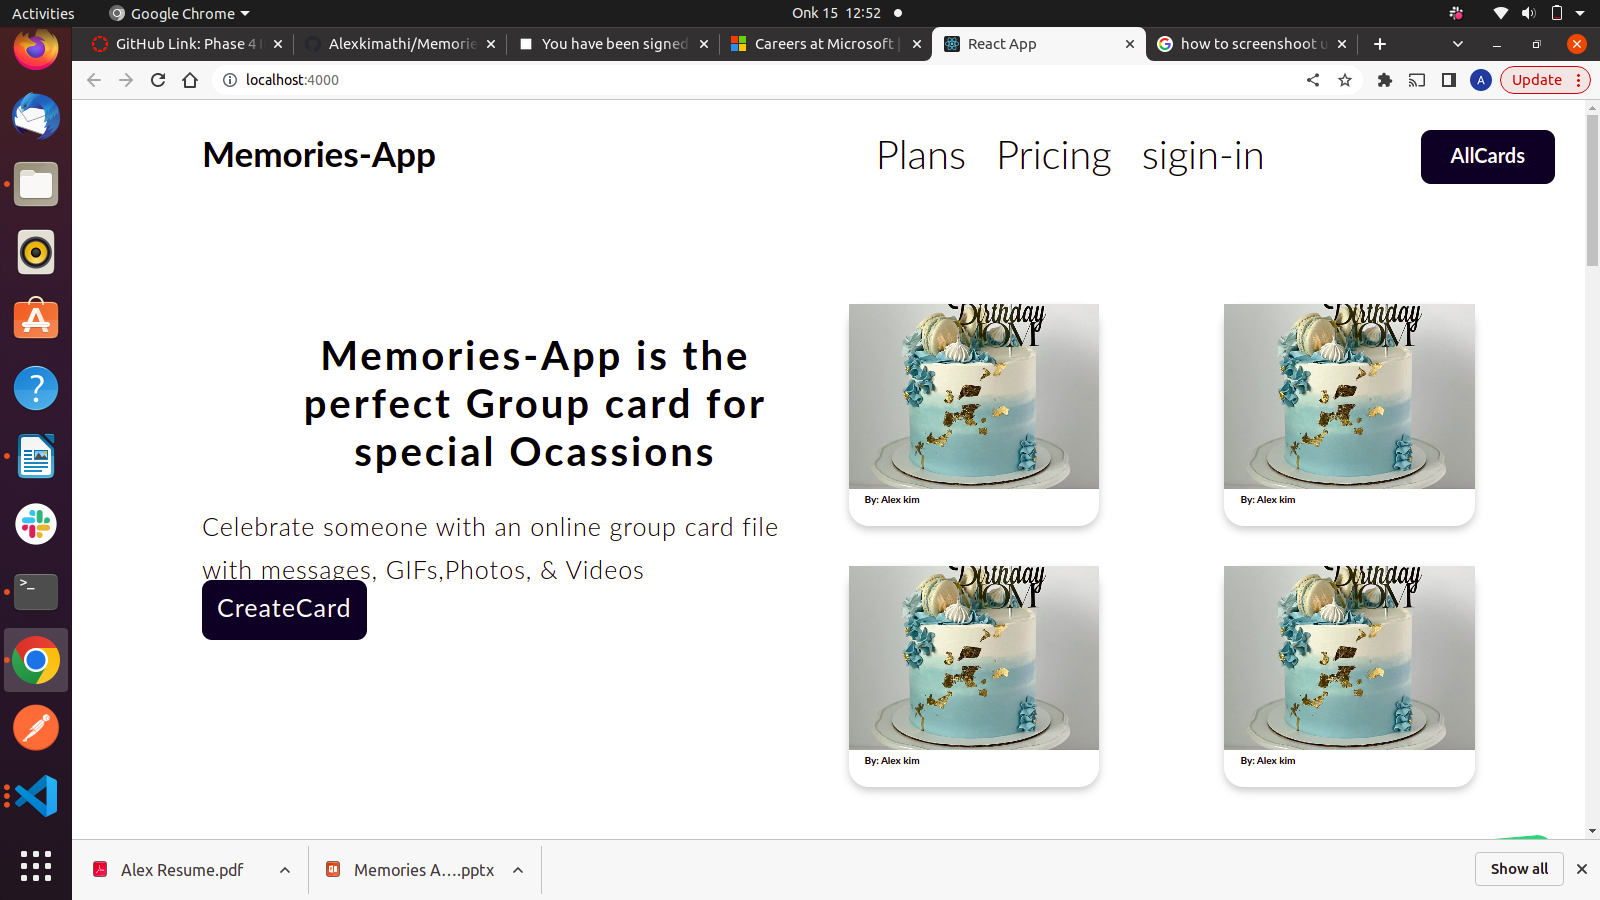 Activities
Google Chrome
Onk 15 12:52
GitHub Link: Phase 4
Alexkimathi/Memorie
You have been signed
Careers at Microsoft |
React App
how to screenshoot u
localhost:4000
A
Update
Memories-App
Plans
Pricing
sigin-in
AllCards
Memories-App is the
perfect Group card for
special Ocassions
Celebrate someone with an online group card file
with messages, GIFs,Photos, & Videos
CreateCard
Birthday
MOM
By: Alex kim
Birthday
MOM
By: Alex kim
Birthday
MOM
By: Alex kim
Birthday
MOM
By: Alex kim
Alex Resume.pdf
Memories A....pptx
Show all